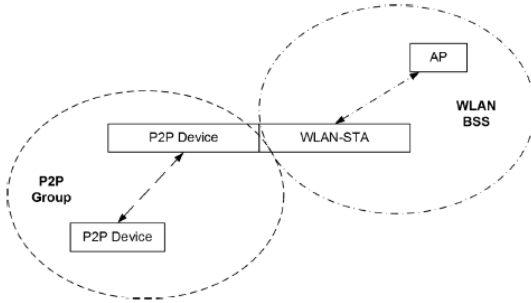 AP
WLAN
BSS
P2P Device
WLAN-STA
P2P
Group
P2P Device